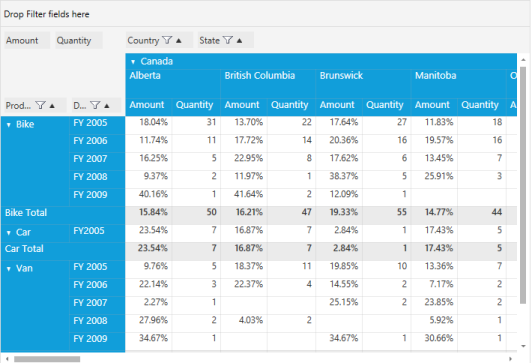 Drop Filter fields here
Amount Quantity Country State
Canada
Alberta British Columbia Brunswick Manitoba O
Prod... D... Amount Quantity Amount Quantity Amount Quantity Amount Quantity A
Bike FY 2005 18.04% 31 13.70% 22 17.64% 27 11.83% 18
FY 2006 11.74% 11 17.72% 14 20.36% 16 19.57% 16
FY 2007 16.25% 5 22.95% 8 17.62% 6 13.45% 7
FY 2008 9.37% 2 11.97% 1 38.37% 5 25.91% 3
FY 2009 40.16% 1 41.64% 2 12.09% 1
Bike Total 15.84% 50 16.21% 47 19.33% 55 14.77% 44
Car FY2005 23.54% 7 16.87% 7 2.84% 1 17.43% 5
Car Total 23.54% 7 16.87% 7 2.84% 1 17.43% 5
Van FY 2005 9.76% 5 18.37% 11 19.85% 10 13.36% 7
FY 2006 22.14% 3 22.37% 4 14.55% 2 7.17% 2
FY 2007 2.27% 1 25.15% 2 23.85% 2
FY 2008 27.96% 2 4.03% 2 5.92% 1
FY 2009 34.67% 1 34.67% 1 30.66% 1